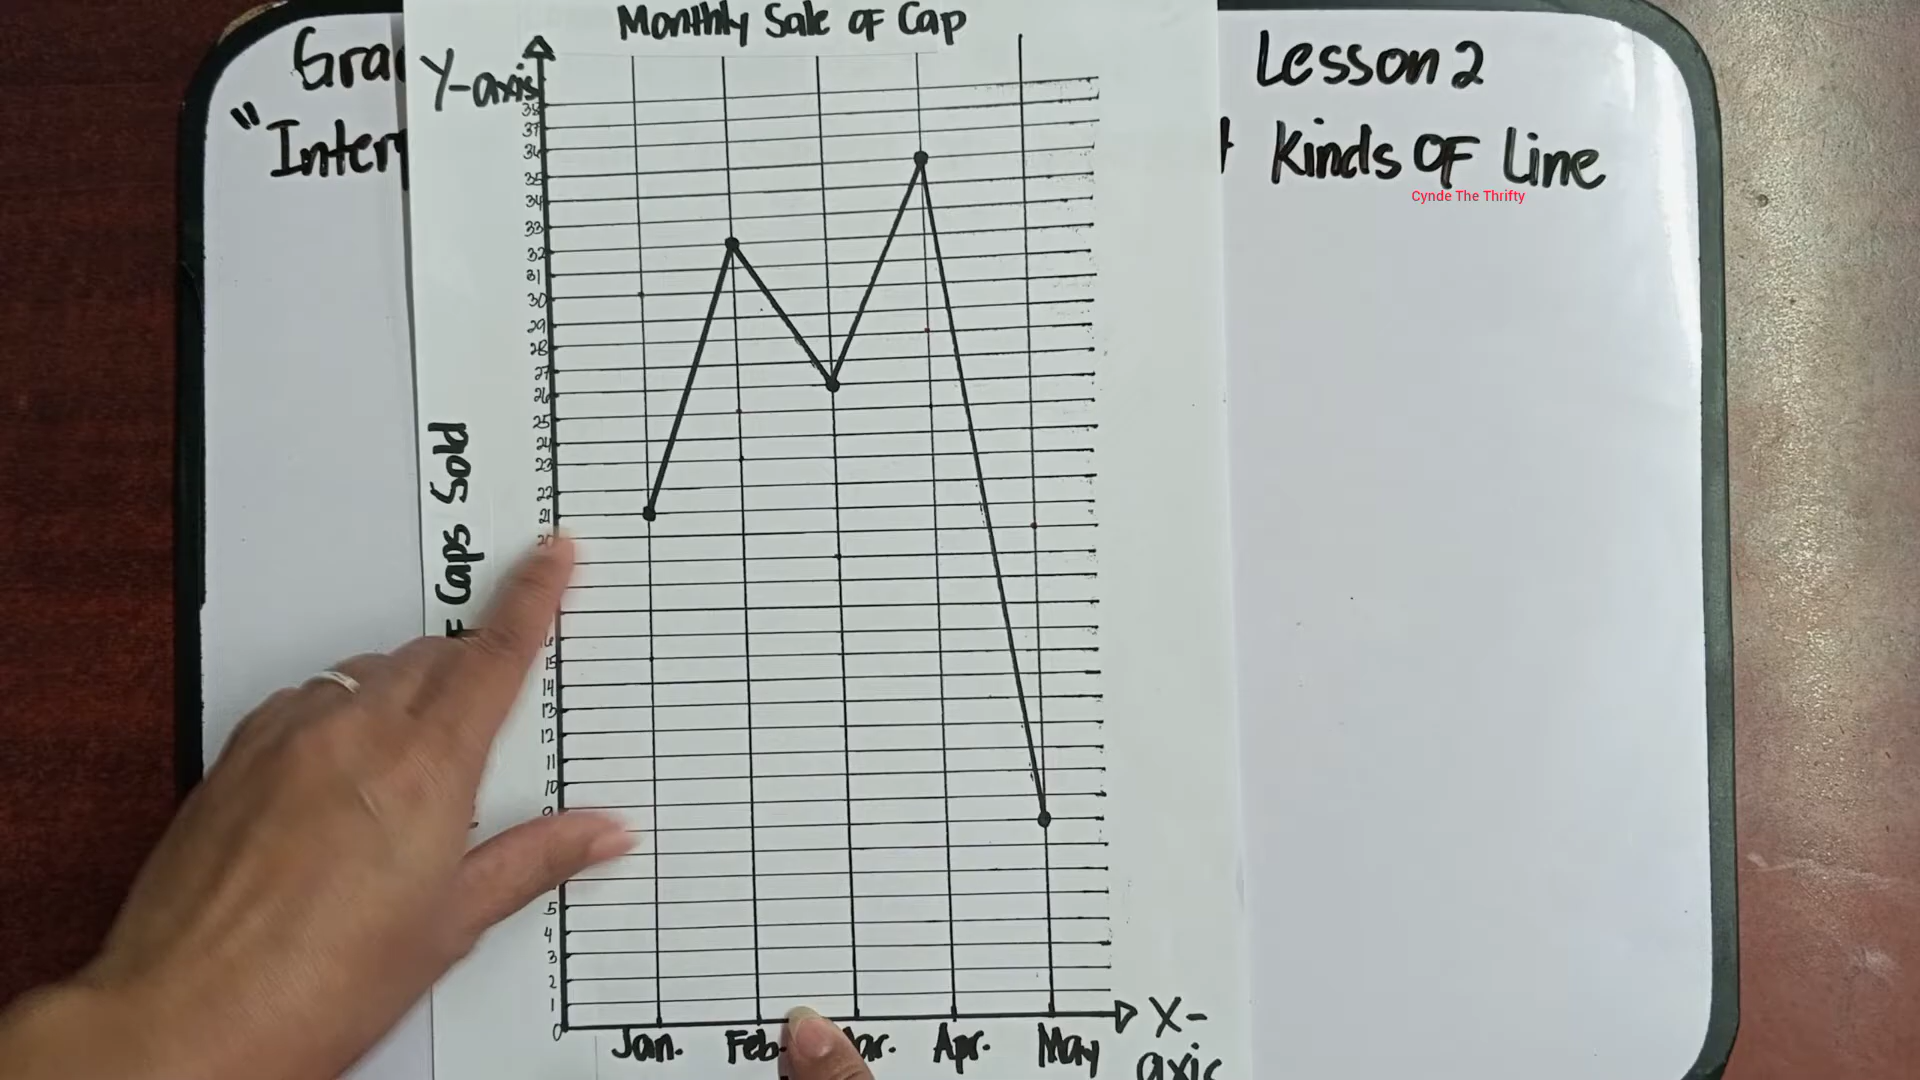 Monthly Sale of Cap
Gra
Lesson 2
"Inter
Kinds OF Line
Cynde The Thrifty
Y-axis
38
37
36
35
34
33
32
31
30
29
28
27
26
25
24
23
22
21
20
15
14
13
12
11
10
9
5
4
3
2
1
0
Caps Sold
Jan. Feb. ar. Apr. May
X-
axis